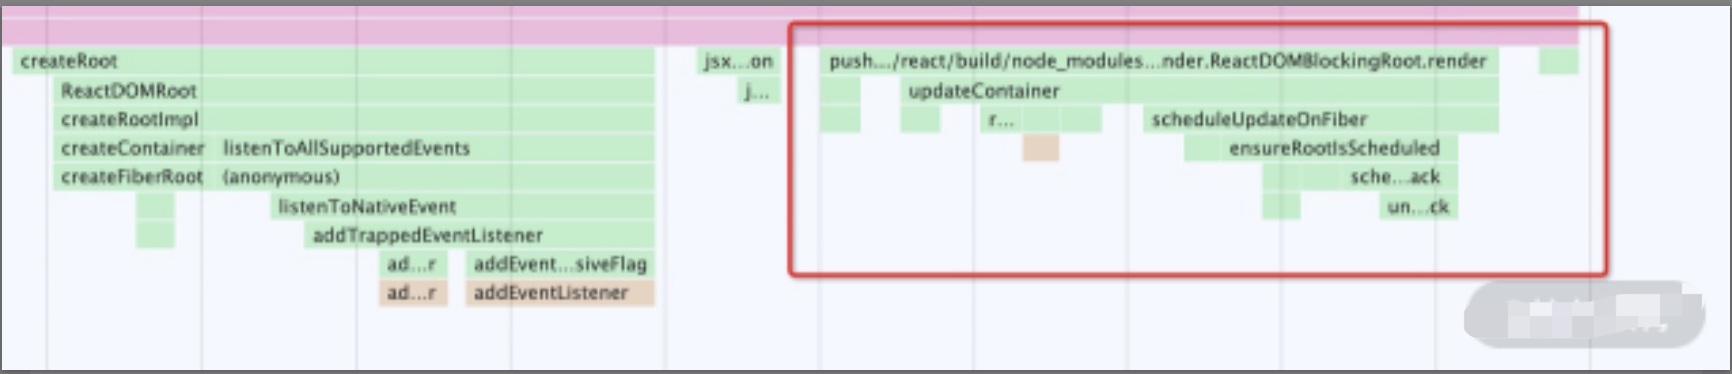 createRoot
jsx...on
push.../react/build/node_modules...nder.ReactDOMBlockingRoot.render
ReactDOMRoot
j...
updateContainer
createRootImpl
r...
scheduleUpdateOnFiber
createContainer
listenToAllSupportedEvents
ensureRootIsScheduled
createFiberRoot
(anonymous)
sche...ack
listenToNativeEvent
un...ck
addTrappedEventListener
ad...r
addEvent...siveFlag
ad...r
addEventListener